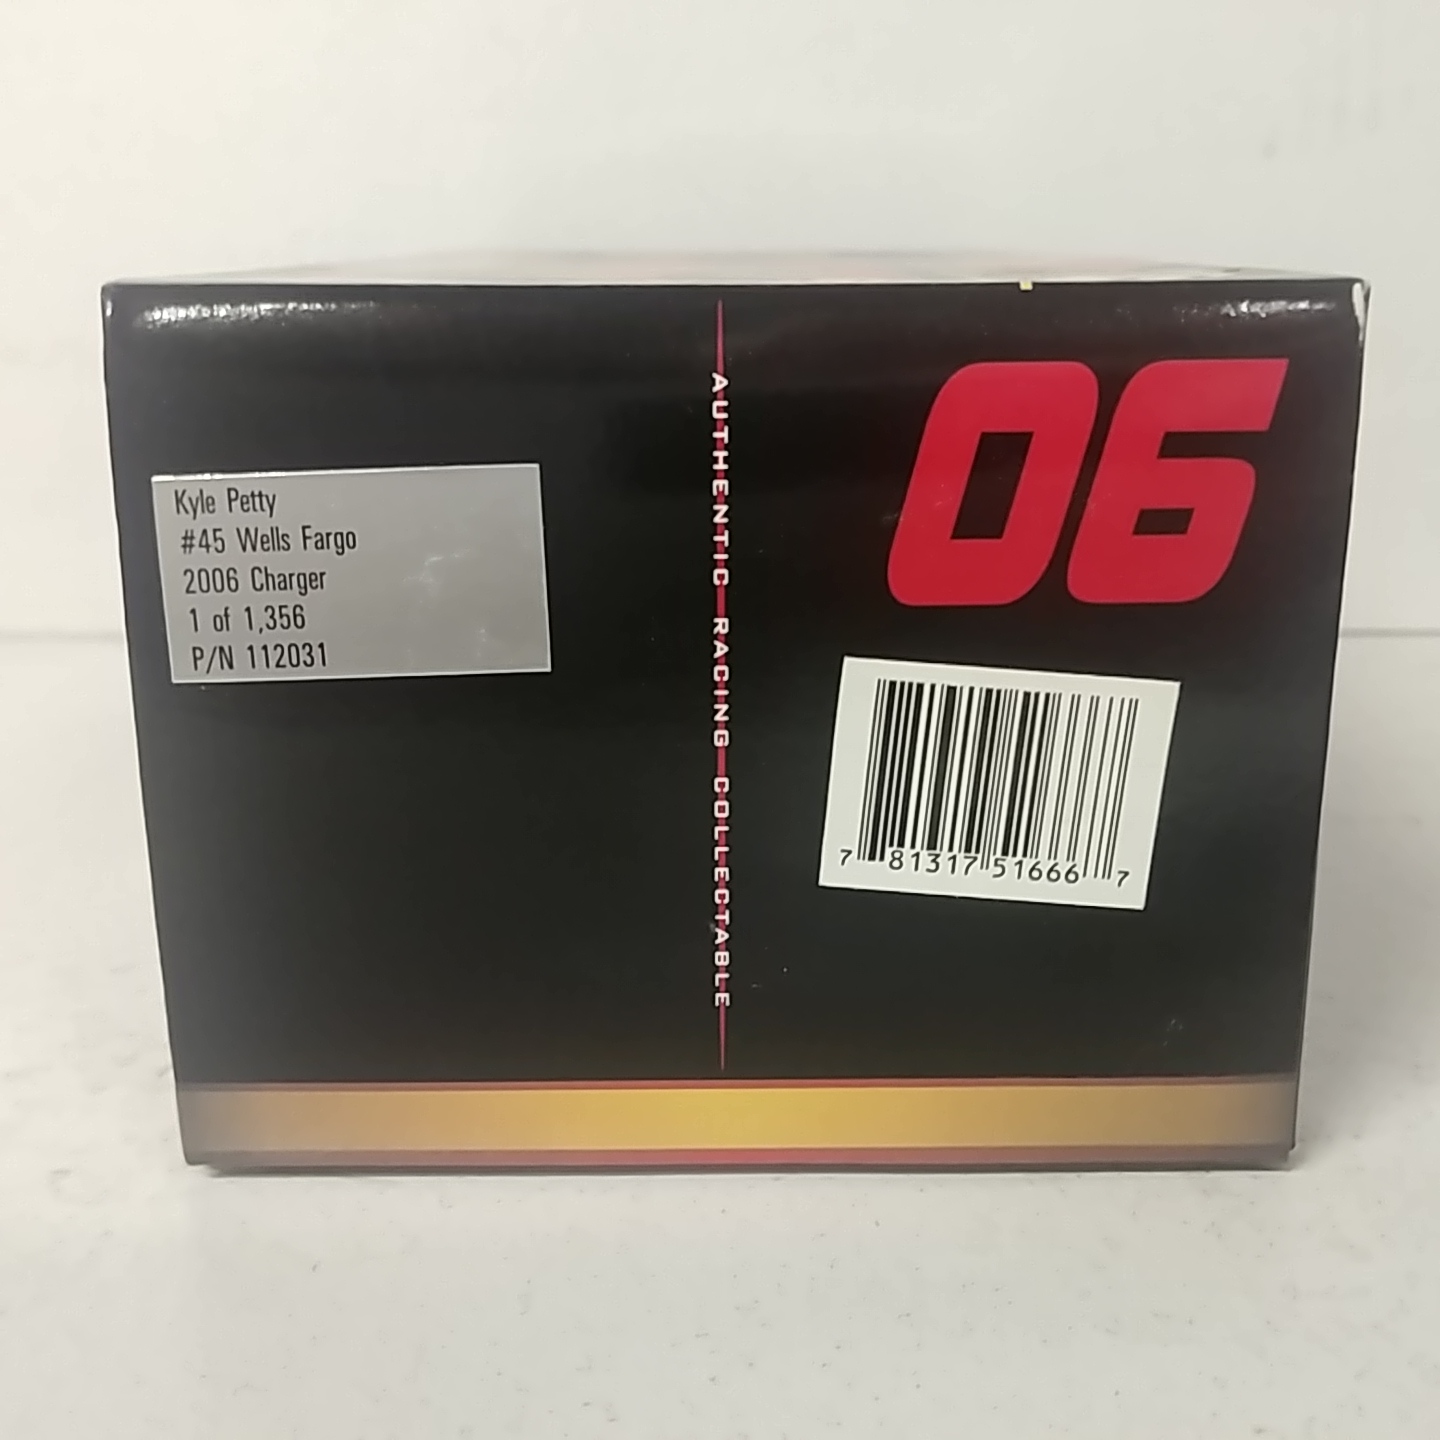 Kyle Petty
#45 Wells Fargo
2006 Charger
1 of 1,356
P/N 112031
AUTHENTIC RACING COLLECTABLE
06
7 81317 51666 7